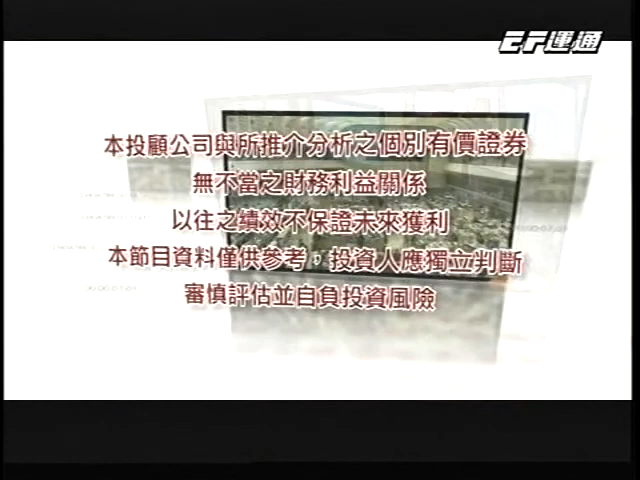 EF運通
本投顧公司與所推介分析之個別有價證券
無不當之財務利益關係
以往之績效不保證未來獲利
本節目資料僅供參考，投資人應獨立判斷
審慎評估並自負投資風險